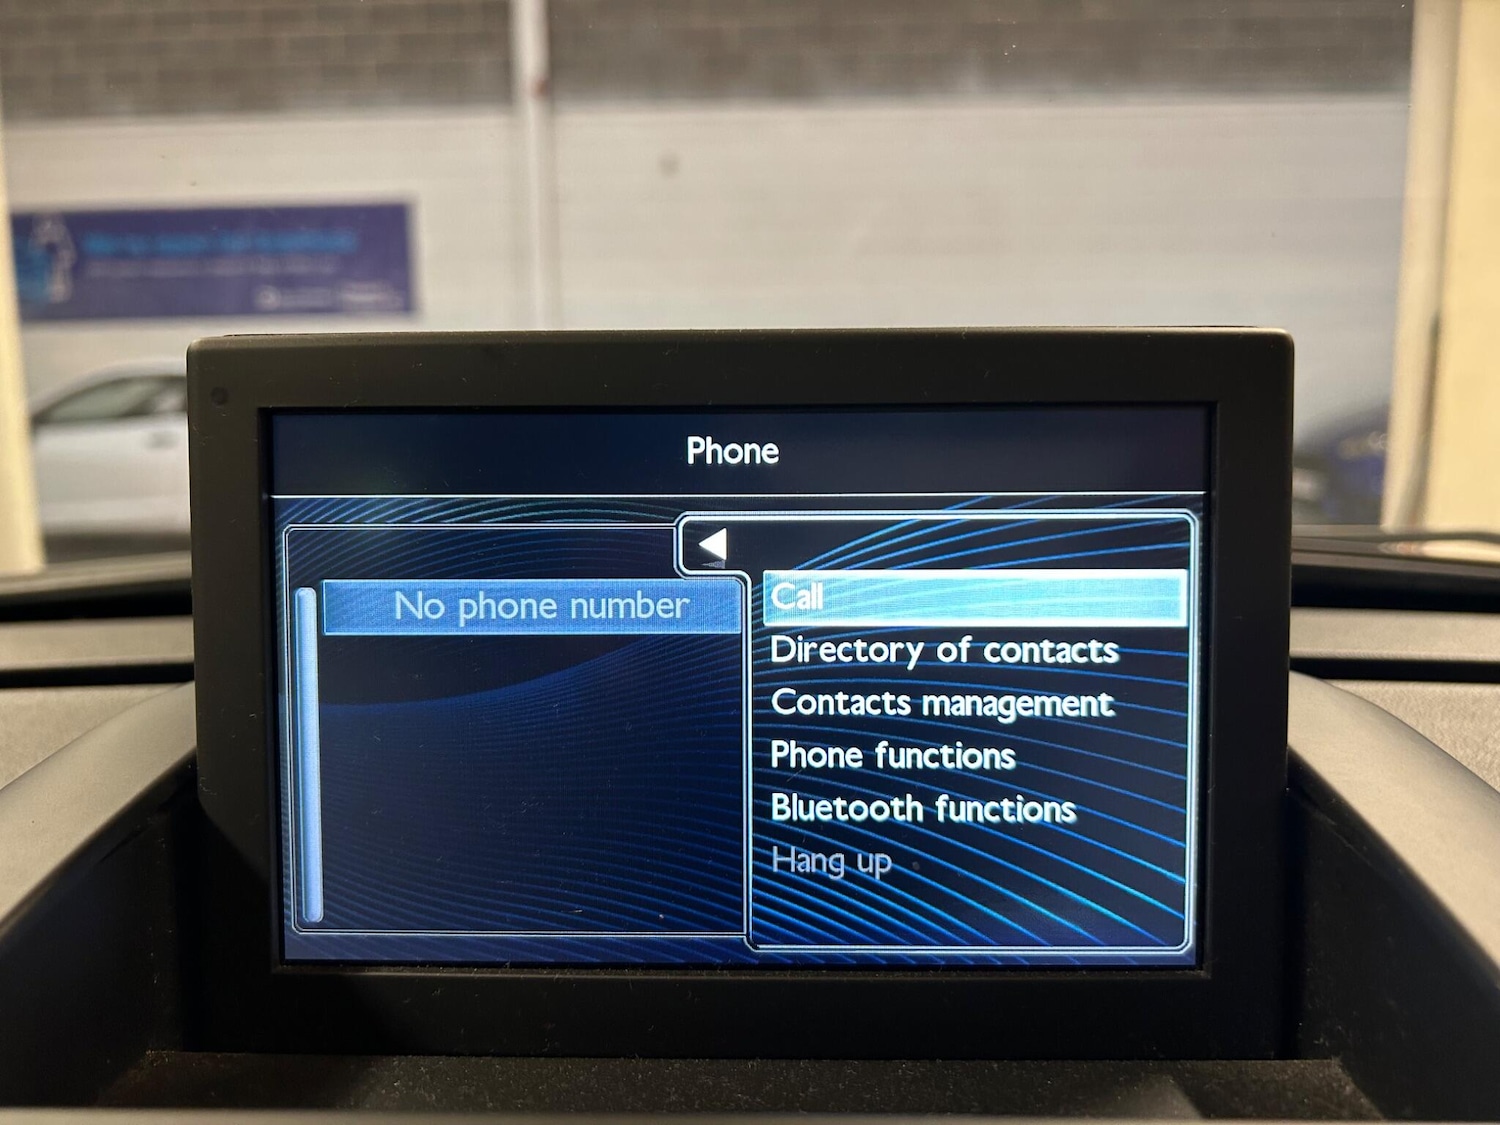 Phone
No phone number
Call
Directory of contacts
Contacts management
Phone functions
Bluetooth functions
Hang up